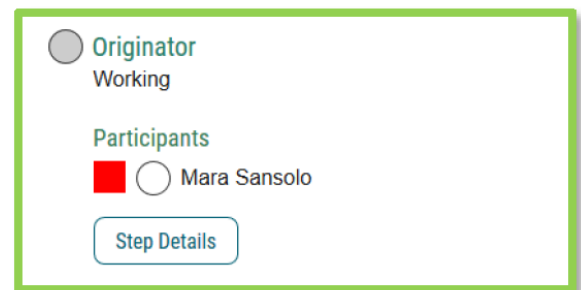 Originator
Working
Participants
Mara Sansolo
Step Details